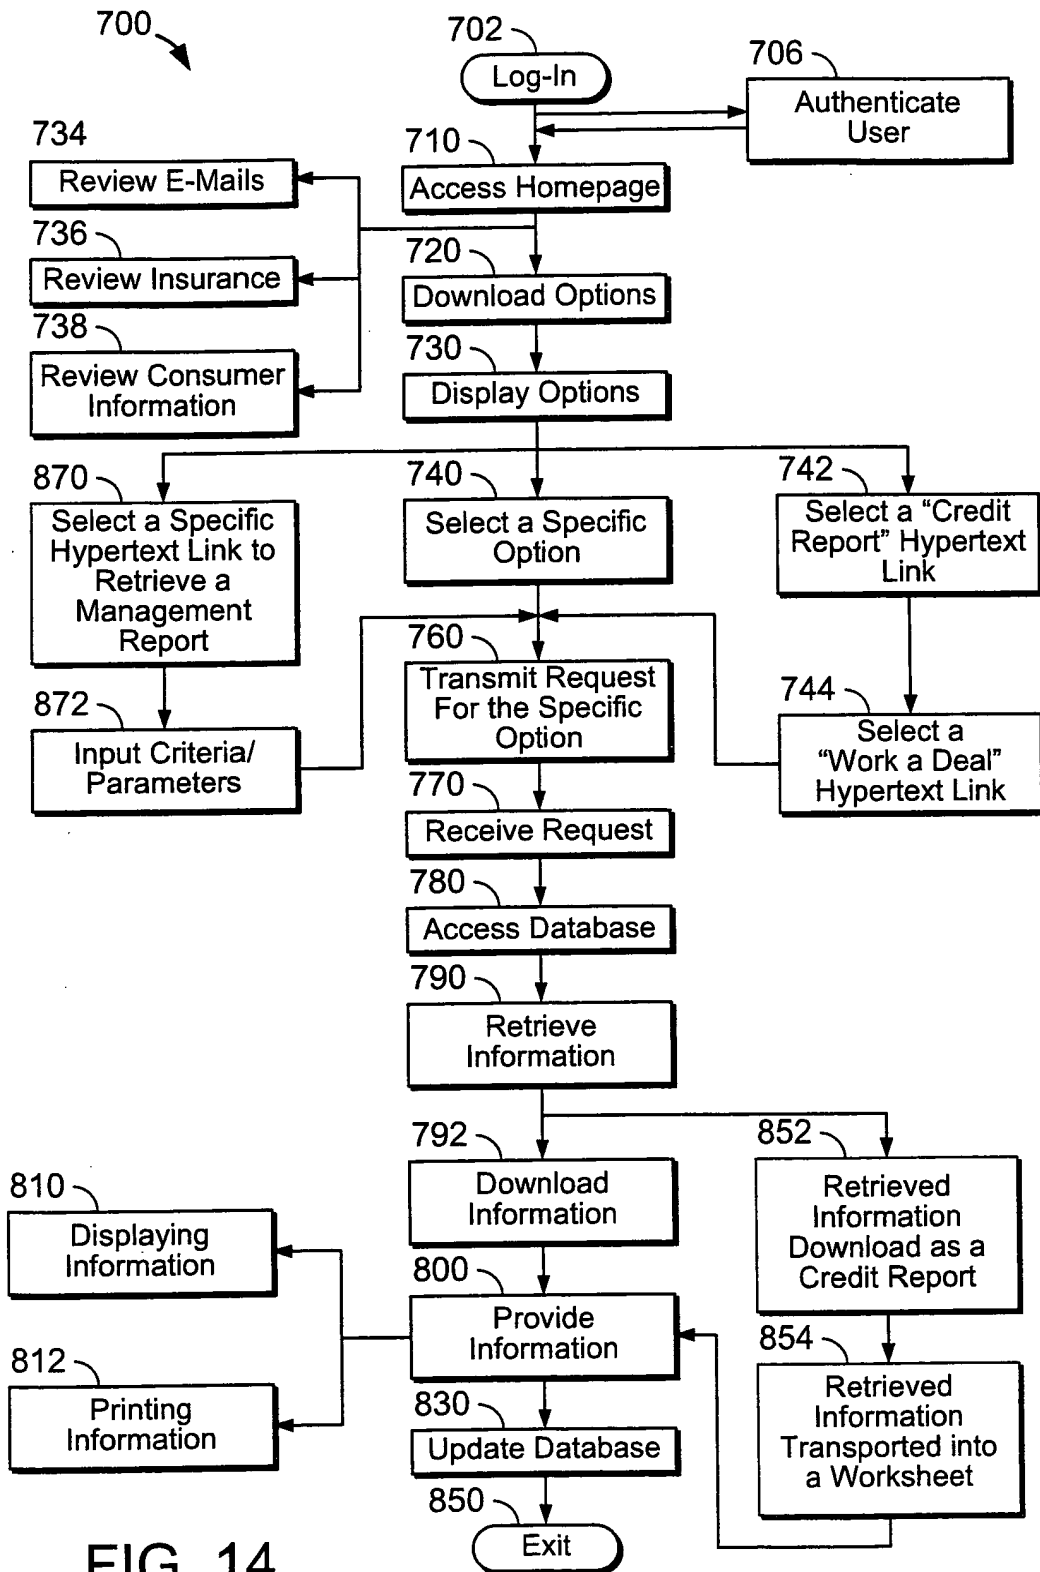 700
702
Log-In
706
Authenticate
User
734
Review E-Mails
710
Access Homepage
736
Review Insurance
720
Download Options
738
Review Consumer
Information
730
Display Options
870
Select a Specific
Hypertext Link to
Retrieve a
Management
Report
740
Select a Specific
Option
742
Select a “Credit
Report” Hypertext
Link
872
Input Criteria/
Parameters
760
Transmit Request
For the Specific
Option
744
Select a
“Work a Deal”
Hypertext Link
770
Receive Request
780
Access Database
790
Retrieve
Information
792
Download
Information
852
Retrieved
Information
Download as a
Credit Report
810
Displaying
Information
800
Provide
Information
812
Printing
Information
854
Retrieved
Information
Transported into
a Worksheet
830
Update Database
850
Exit
FIG. 14